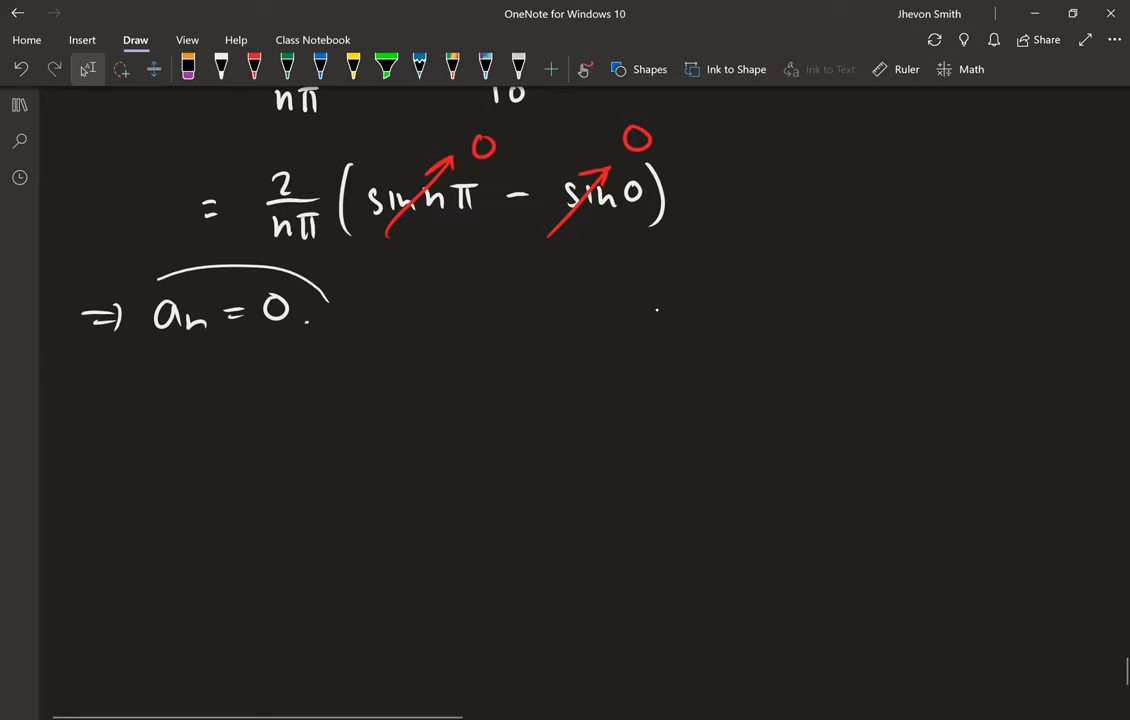 OneNote for Windows 10
Jhevon Smith
Home Insert Draw View Help Class Notebook
Share
Shapes Ink to Shape Ink to Text Ruler Math
nπ 10
= 2/nπ (sin nπ - sin 0) 0 0
⇒ aₙ = 0.